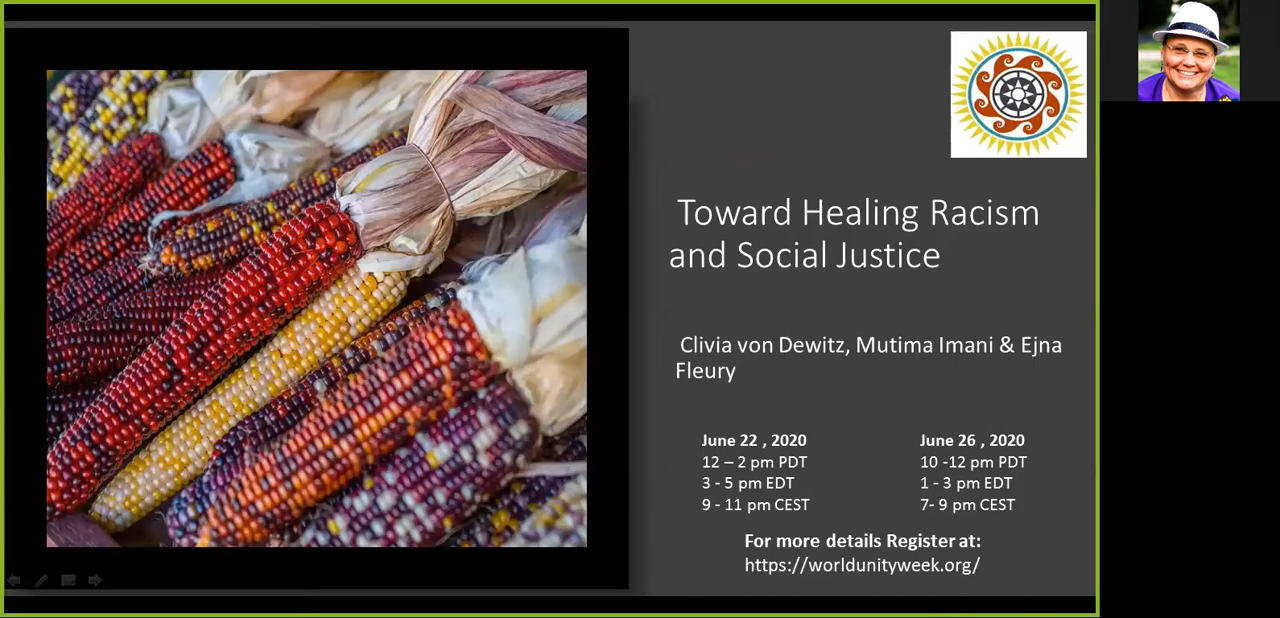 Toward Healing Racism
and Social Justice
Clivia von Dewitz, Mutima Imani & Ejna
Fleury
June 22 , 2020
12 – 2 pm PDT
3 - 5 pm EDT
9 - 11 pm CEST
June 26 , 2020
10 -12 pm PDT
1 - 3 pm EDT
7- 9 pm CEST
For more details Register at:
https://worldunityweek.org/